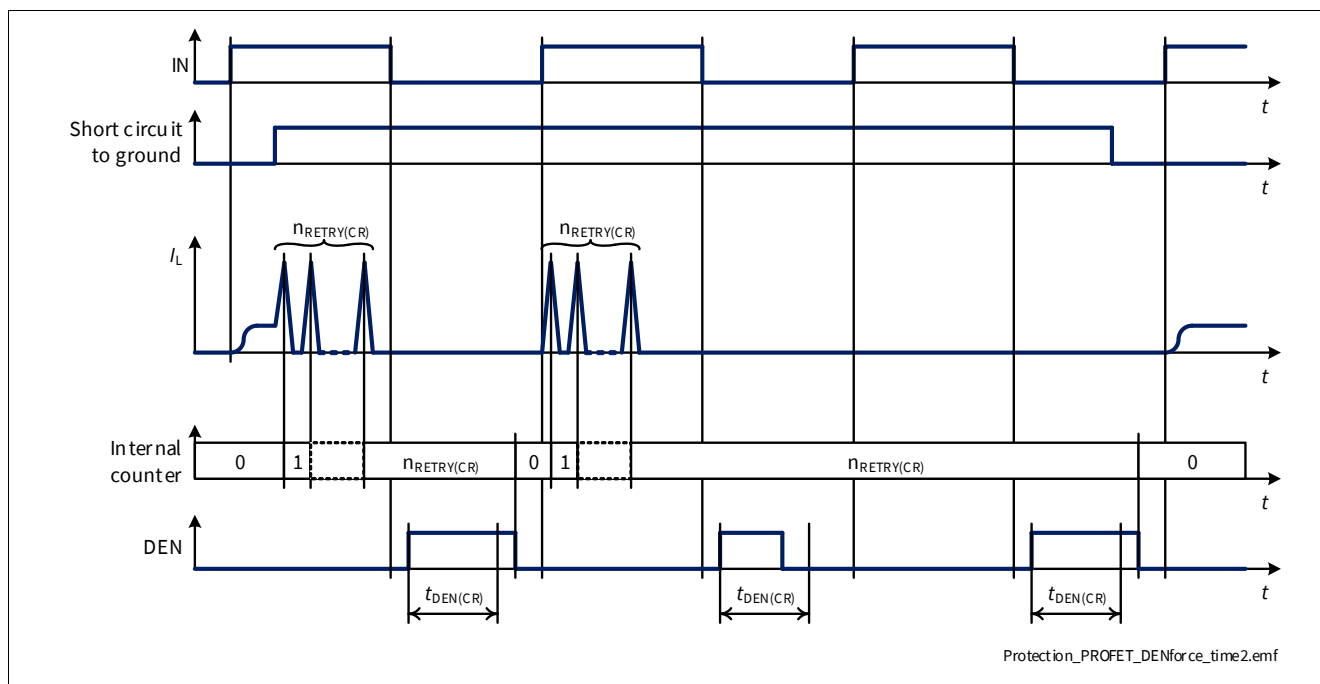 IN
t
Short circuit
to ground
t
nRETRY(CR) nRETRY(CR)
IL
t
Internal
counter
0 1 nRETRY(CR) 0 1 nRETRY(CR) 0
t
DEN
t
tDEN(CR) tDEN(CR) tDEN(CR)
Protection_PROFET_DENforce_time2.emf